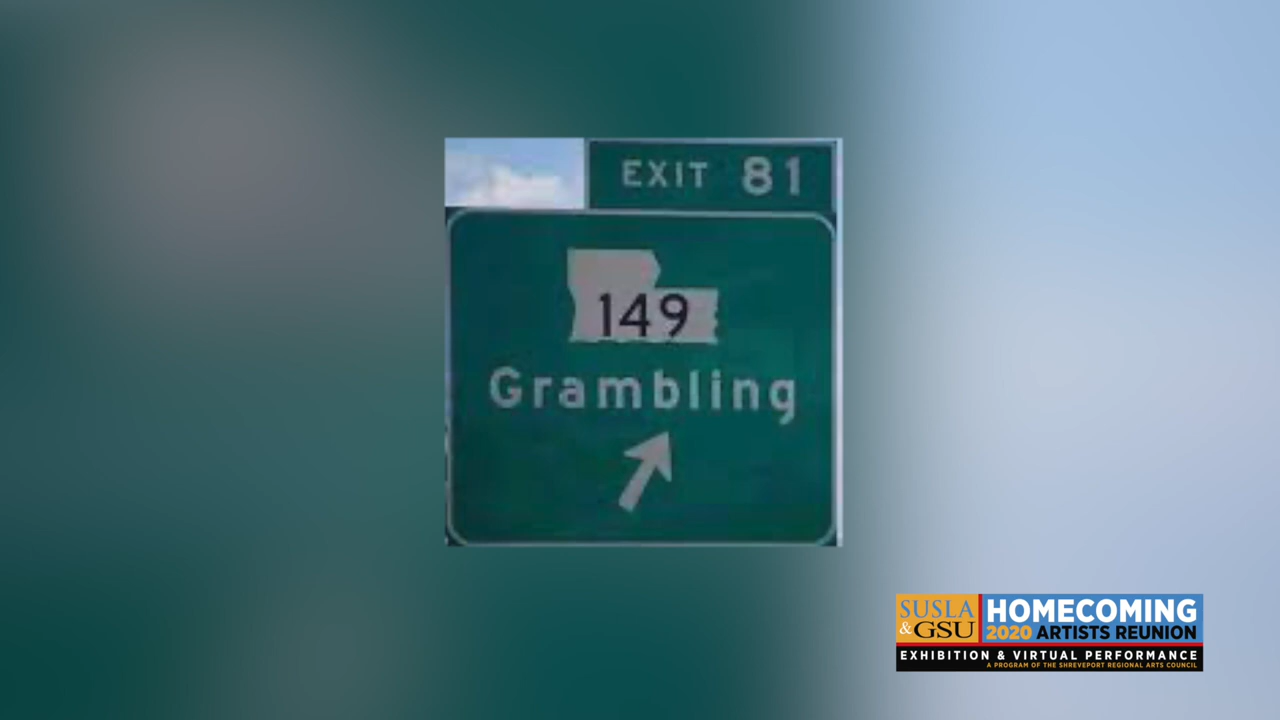 EXIT 81
149
Grambling
SUSLA
& GSU
HOMECOMING
2020 ARTISTS REUNION
EXHIBITION & VIRTUAL PERFORMANCE
A PROGRAM OF THE SHREVEPORT REGIONAL ARTS COUNCIL